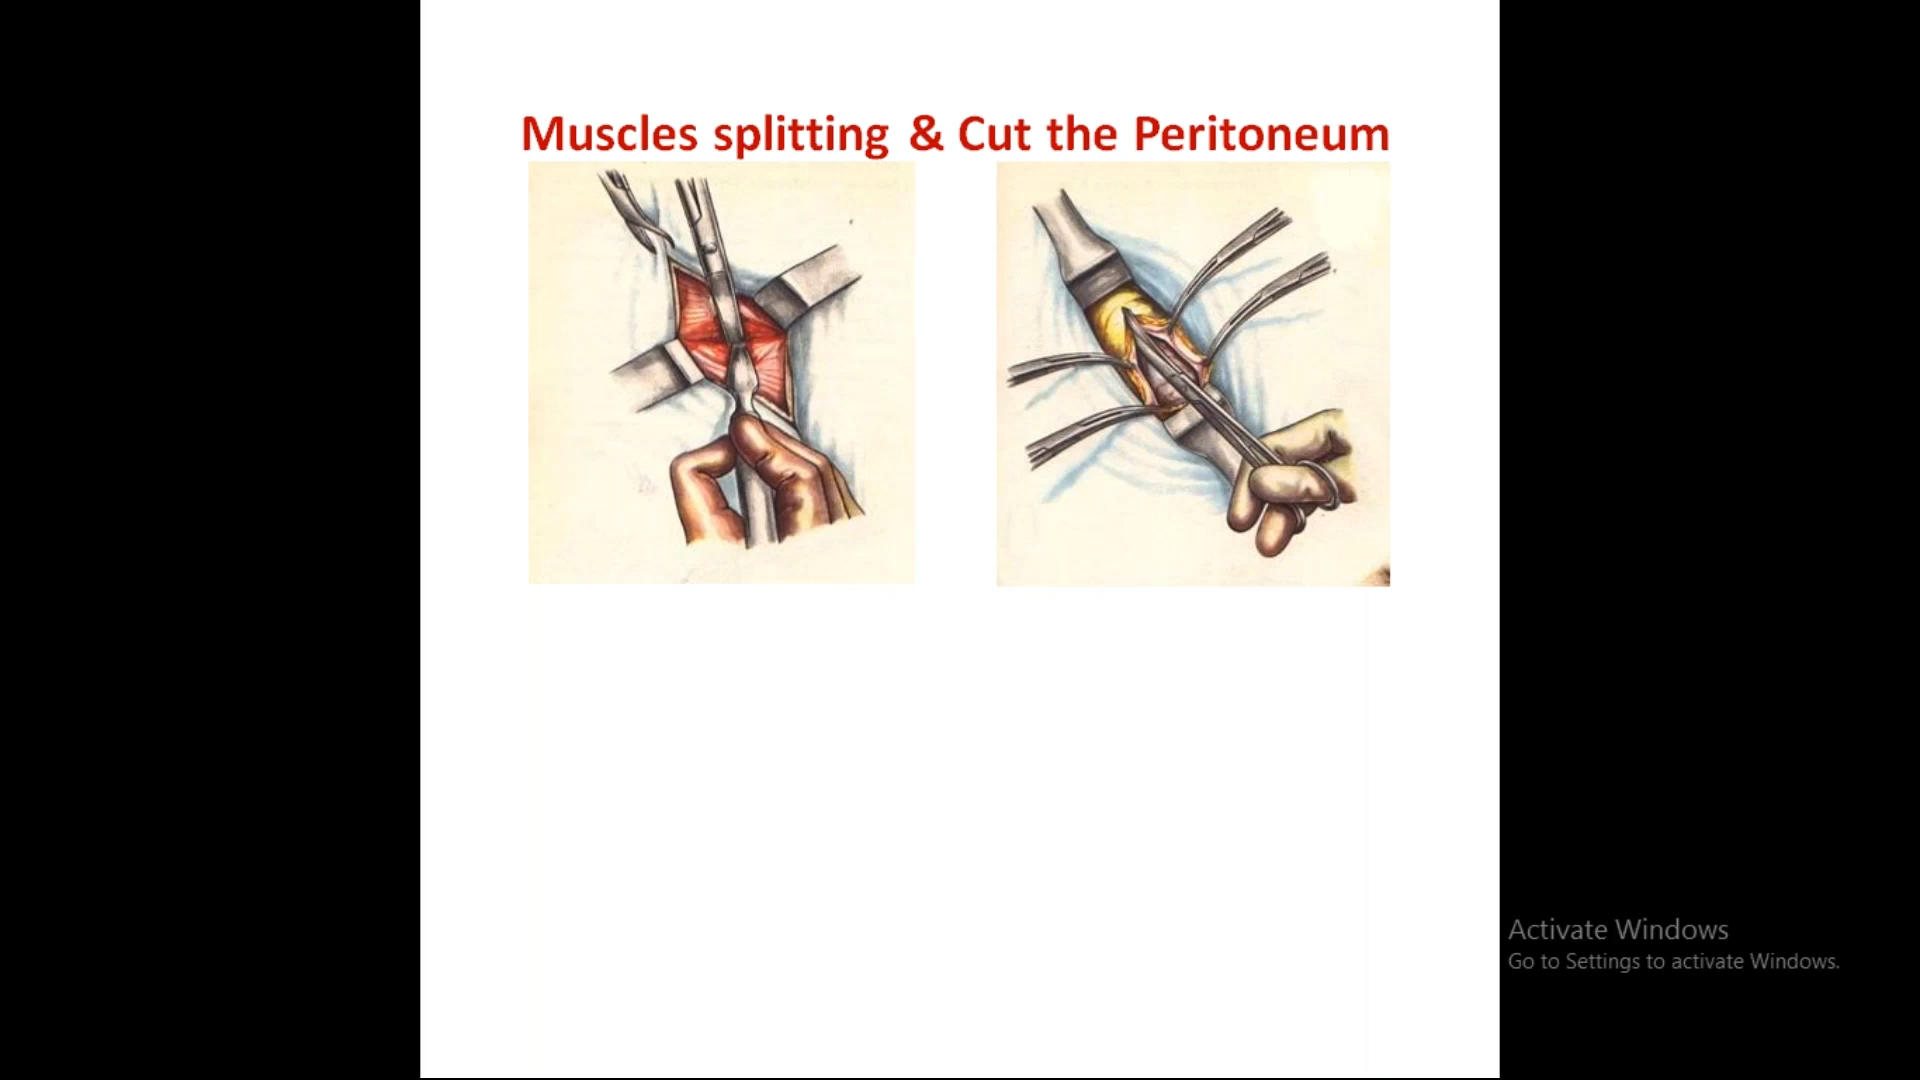 Muscles splitting & Cut the Peritoneum
Activate Windows
Go to Settings to activate Windows.